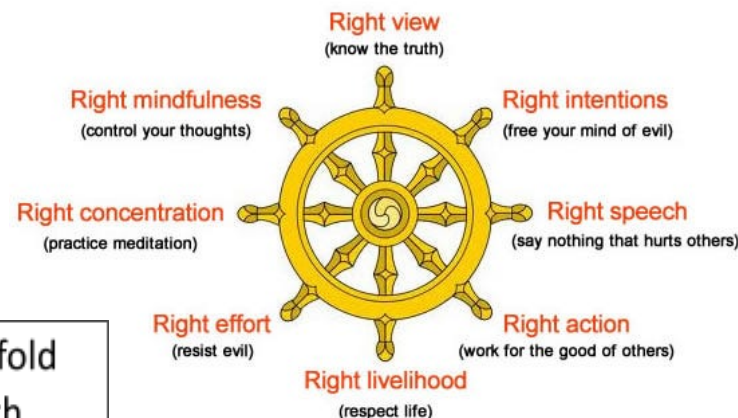 Right view
(know the truth)
Right mindfulness
(control your thoughts)
Right intentions
(free your mind of evil)
Right concentration
(practice meditation)
Right speech
(say nothing that hurts others)
Right effort
(resist evil)
Right action
(work for the good of others)
Right livelihood
(respect life)
fold